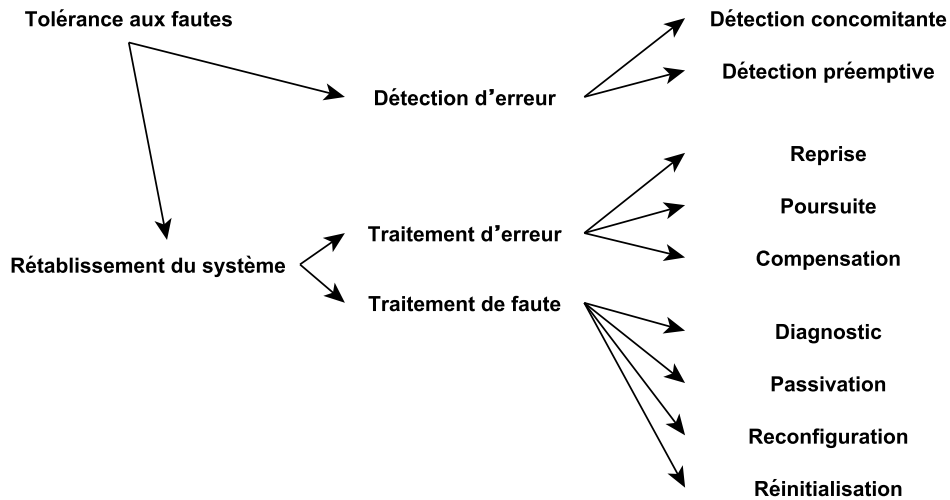 Tolérance aux fautes
Détection d'erreur
Détection concomitante
Détection préemptive
Rétablissement du système
Traitement d'erreur
Reprise
Poursuite
Compensation
Traitement de faute
Diagnostic
Passivation
Reconfiguration
Réinitialisation